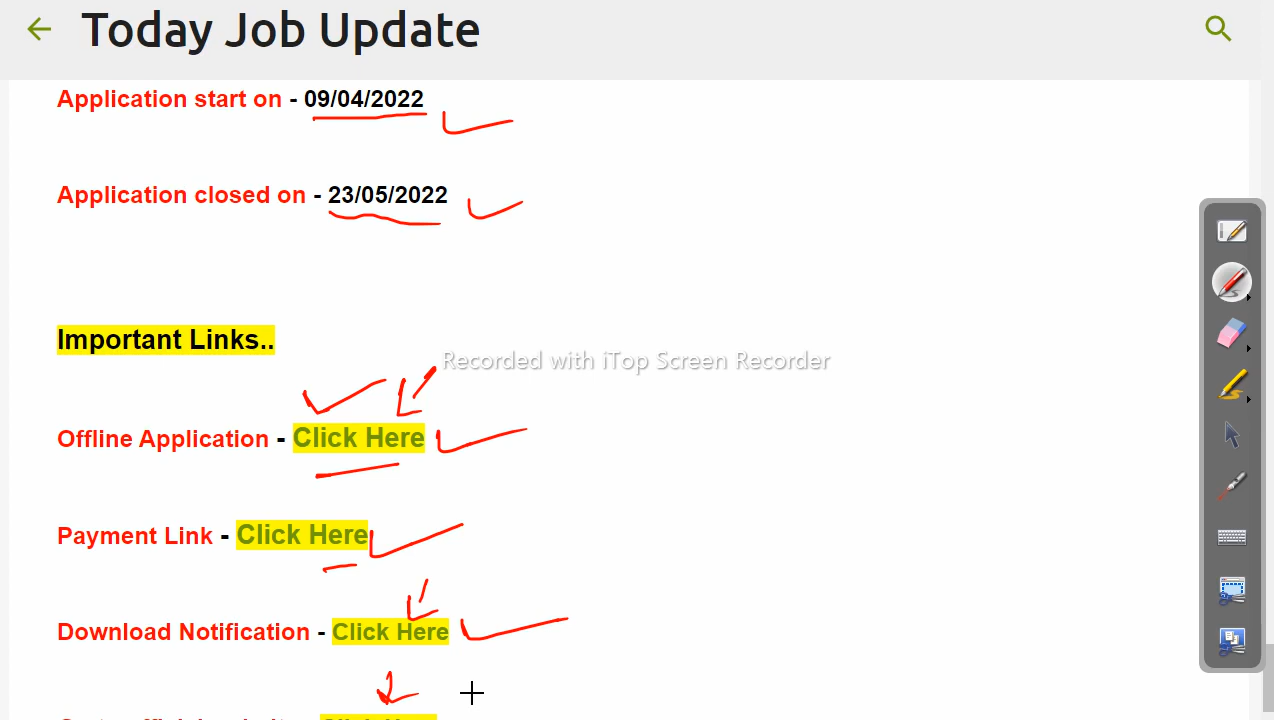 Today Job Update
Application start on - 09/04/2022
Application closed on - 23/05/2022
Important Links..
Recorded with iTop Screen Recorder
Offline Application - Click Here
Payment Link - Click Here
Download Notification - Click Here